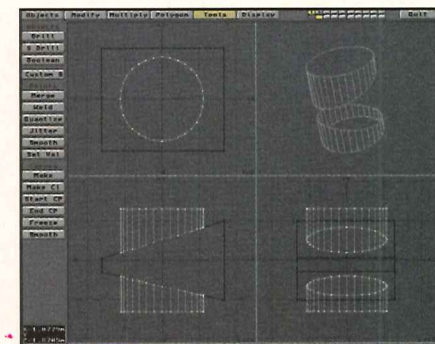 Objects Modify Multiply Polygon Tools Display Quit
Drill
S Drill
Boolean
Custom B
Merge
Weld
Quantize
Jitter
Smooth
Set Val
Make
Make Cl
Start CP
End CP
Freeze
Smooth